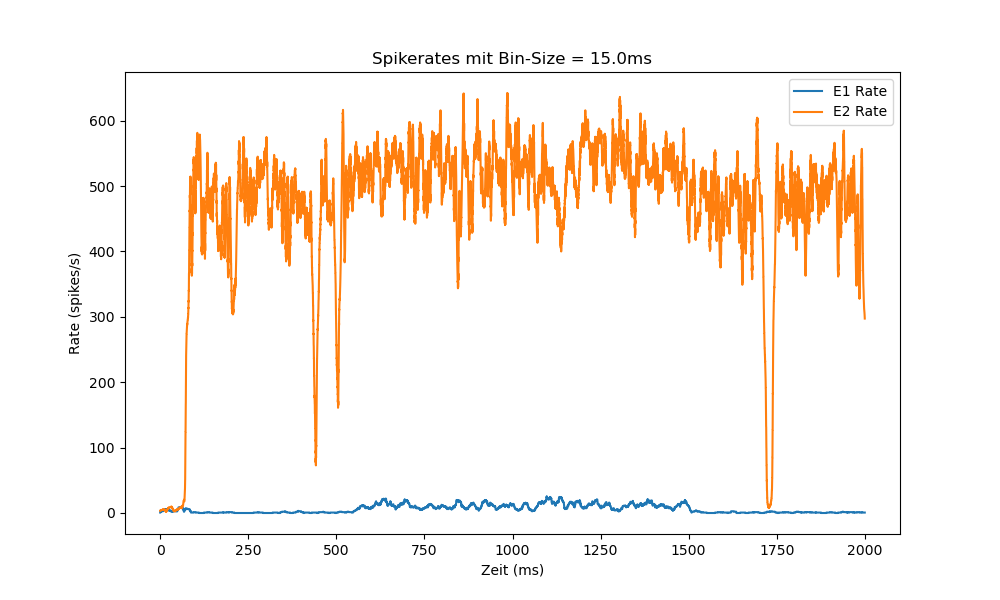 Spikerates mit Bin-Size = 15.0ms
E1 Rate
E2 Rate
600
500
400
300
200
100
0
Rate (spikes/s)
0 250 500 750 1000 1250 1500 1750 2000
Zeit (ms)